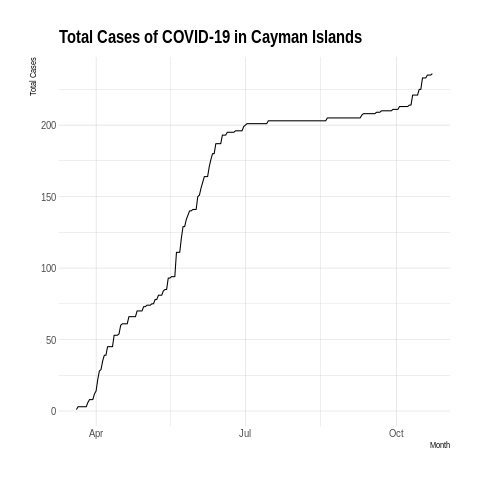 Total Cases of COVID-19 in Cayman Islands
Total Cases
200
150
100
50
0
Apr Jul Oct
Month